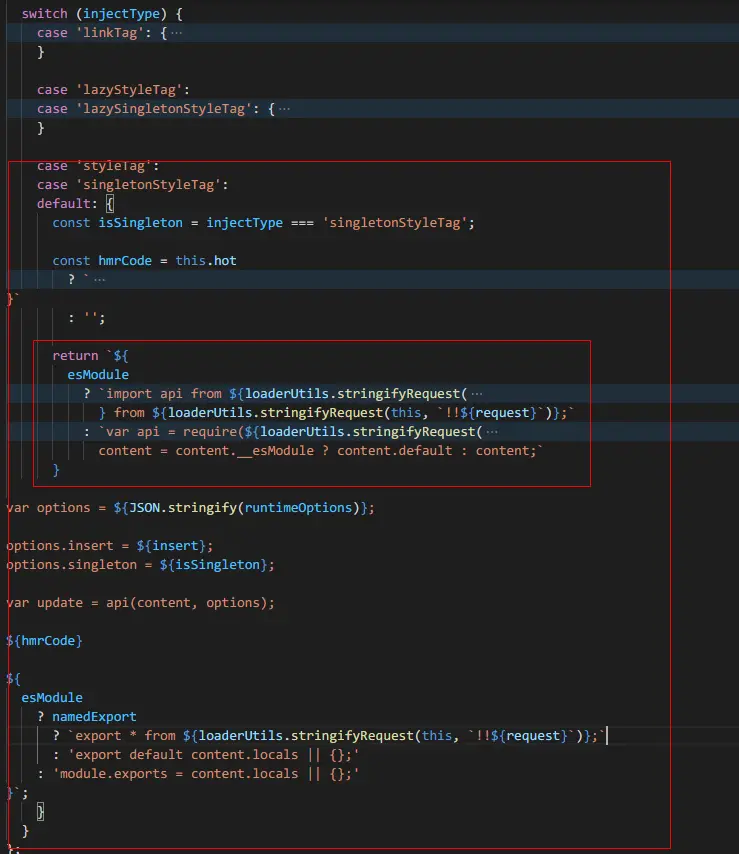 switch (injectType) {
case 'linkTag': {···
}
case 'lazyStyleTag':
case 'lazySingletonStyleTag': {···
}
case 'styleTag':
case 'singletonStyleTag':
default: {
const isSingleton = injectType === 'singletonStyleTag';
const hmrCode = this.hot
? `···
}`
: '';
return `${
esModule
? `import api from ${loaderUtils.stringifyRequest(···
} from ${loaderUtils.stringifyRequest(this, `!!${request}`)};`
: `var api = require(${loaderUtils.stringifyRequest(···
content = content.__esModule ? content.default : content;`
}
var options = ${JSON.stringify(runtimeOptions)};
options.insert = ${insert};
options.singleton = ${isSingleton};
var update = api(content, options);
${hmrCode}
${
esModule
? namedExport
? `export * from ${loaderUtils.stringifyRequest(this, `!!${request}`)};`
: 'export default content.locals || {};'
: 'module.exports = content.locals || {};'
}`;
}
}
};